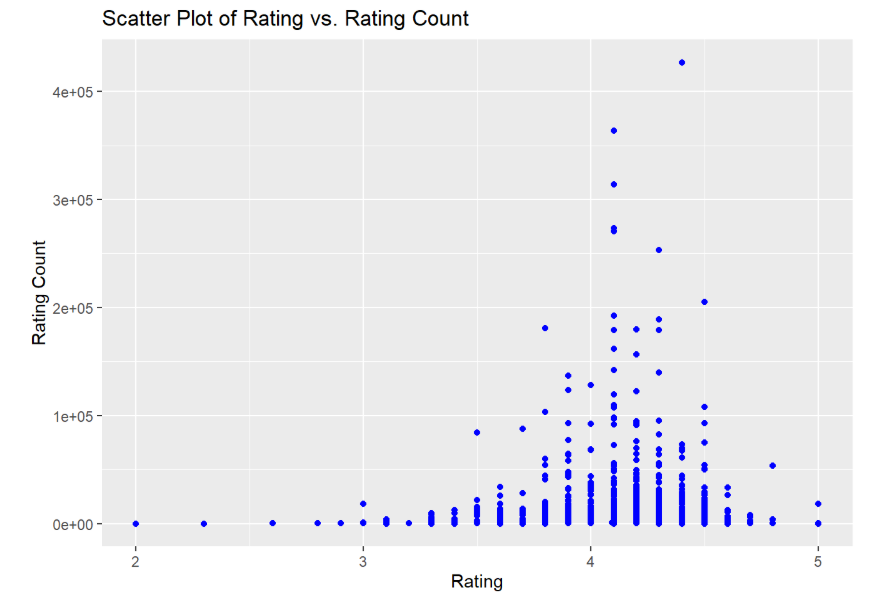 Scatter Plot of Rating vs. Rating Count
4e+05
3e+05
2e+05
1e+05
0e+00
Rating Count
2
3
4
5
Rating